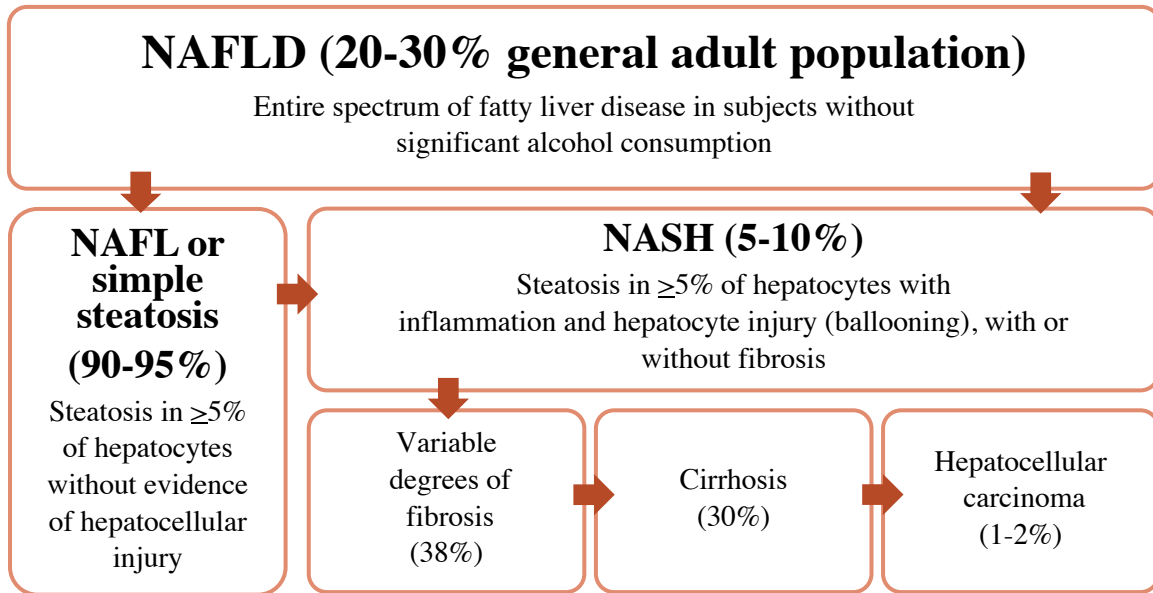 NAFLD (20-30% general adult population)
Entire spectrum of fatty liver disease in subjects without
significant alcohol consumption
NAFL or
simple
steatosis
(90-95%)
Steatosis in ≥5%
of hepatocytes
without evidence
of hepatocellular
injury
NASH (5-10%)
Steatosis in ≥5% of hepatocytes with
inflammation and hepatocyte injury (ballooning), with or
without fibrosis
Variable
degrees of
fibrosis
(38%)
Cirrhosis
(30%)
Hepatocellular
carcinoma
(1-2%)